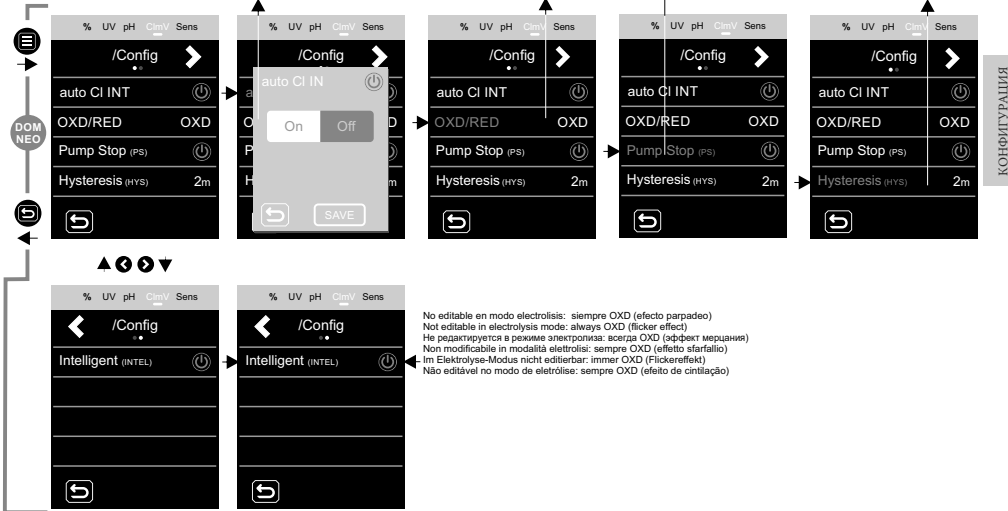 % UV pH ClmV Sens
/Config
auto Cl INT
OXD/RED OXD
Pump Stop (PS)
Hysteresis (HYS) 2m
% UV pH ClmV Sens
/Config
auto Cl IN
a
O D
On Off
P
H m
SAVE
% UV pH ClmV Sens
/Config
auto Cl INT
OXD/RED OXD
Pump Stop (PS)
Hysteresis (HYS) 2m
% UV pH ClmV Sens
/Config
auto Cl INT
OXD/RED OXD
Pump Stop (PS)
Hysteresis (HYS) 2m
% UV pH ClmV Sens
/Config
auto Cl INT
OXD/RED OXD
Pump Stop (PS)
Hysteresis (HYS) 2m
DOM
NEO
КОНФИГУРАЦИЯ
% UV pH ClmV Sens
/Config
Intelligent (INTEL)
% UV pH ClmV Sens
/Config
Intelligent (INTEL)
No editable en modo electrolisis: siempre OXD (efecto parpadeo)
Not editable in electrolysis mode: always OXD (flicker effect)
Не редактируется в режиме электролиза: всегда OXD (эффект мерцания)
Non modificabile in modalità elettrolisi: sempre OXD (effetto sfarfallio)
Im Elektrolyse-Modus nicht editierbar: immer OXD (Flickereffekt)
Não editável no modo de eletrólise: sempre OXD (efeito de cintilação)